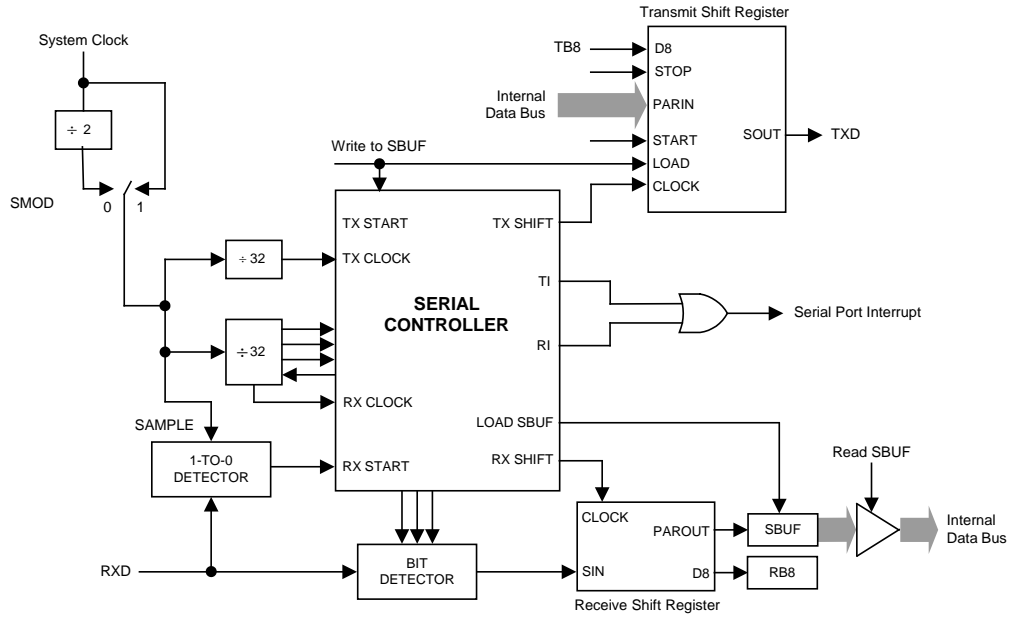 Transmit Shift Register
System Clock
TB8
D8
STOP
Internal
Data Bus
PARIN
÷ 2
START
SOUT
TXD
Write to SBUF
LOAD
CLOCK
SMOD
0
1
TX START
TX SHIFT
÷ 32
TX CLOCK
TI
SERIAL
CONTROLLER
Serial Port Interrupt
RI
÷ 32
RX CLOCK
SAMPLE
LOAD SBUF
1-TO-0
DETECTOR
RX START
RX SHIFT
Read SBUF
CLOCK
PAROUT
SBUF
Internal
Data Bus
RXD
BIT
DETECTOR
SIN
D8
RB8
Receive Shift Register